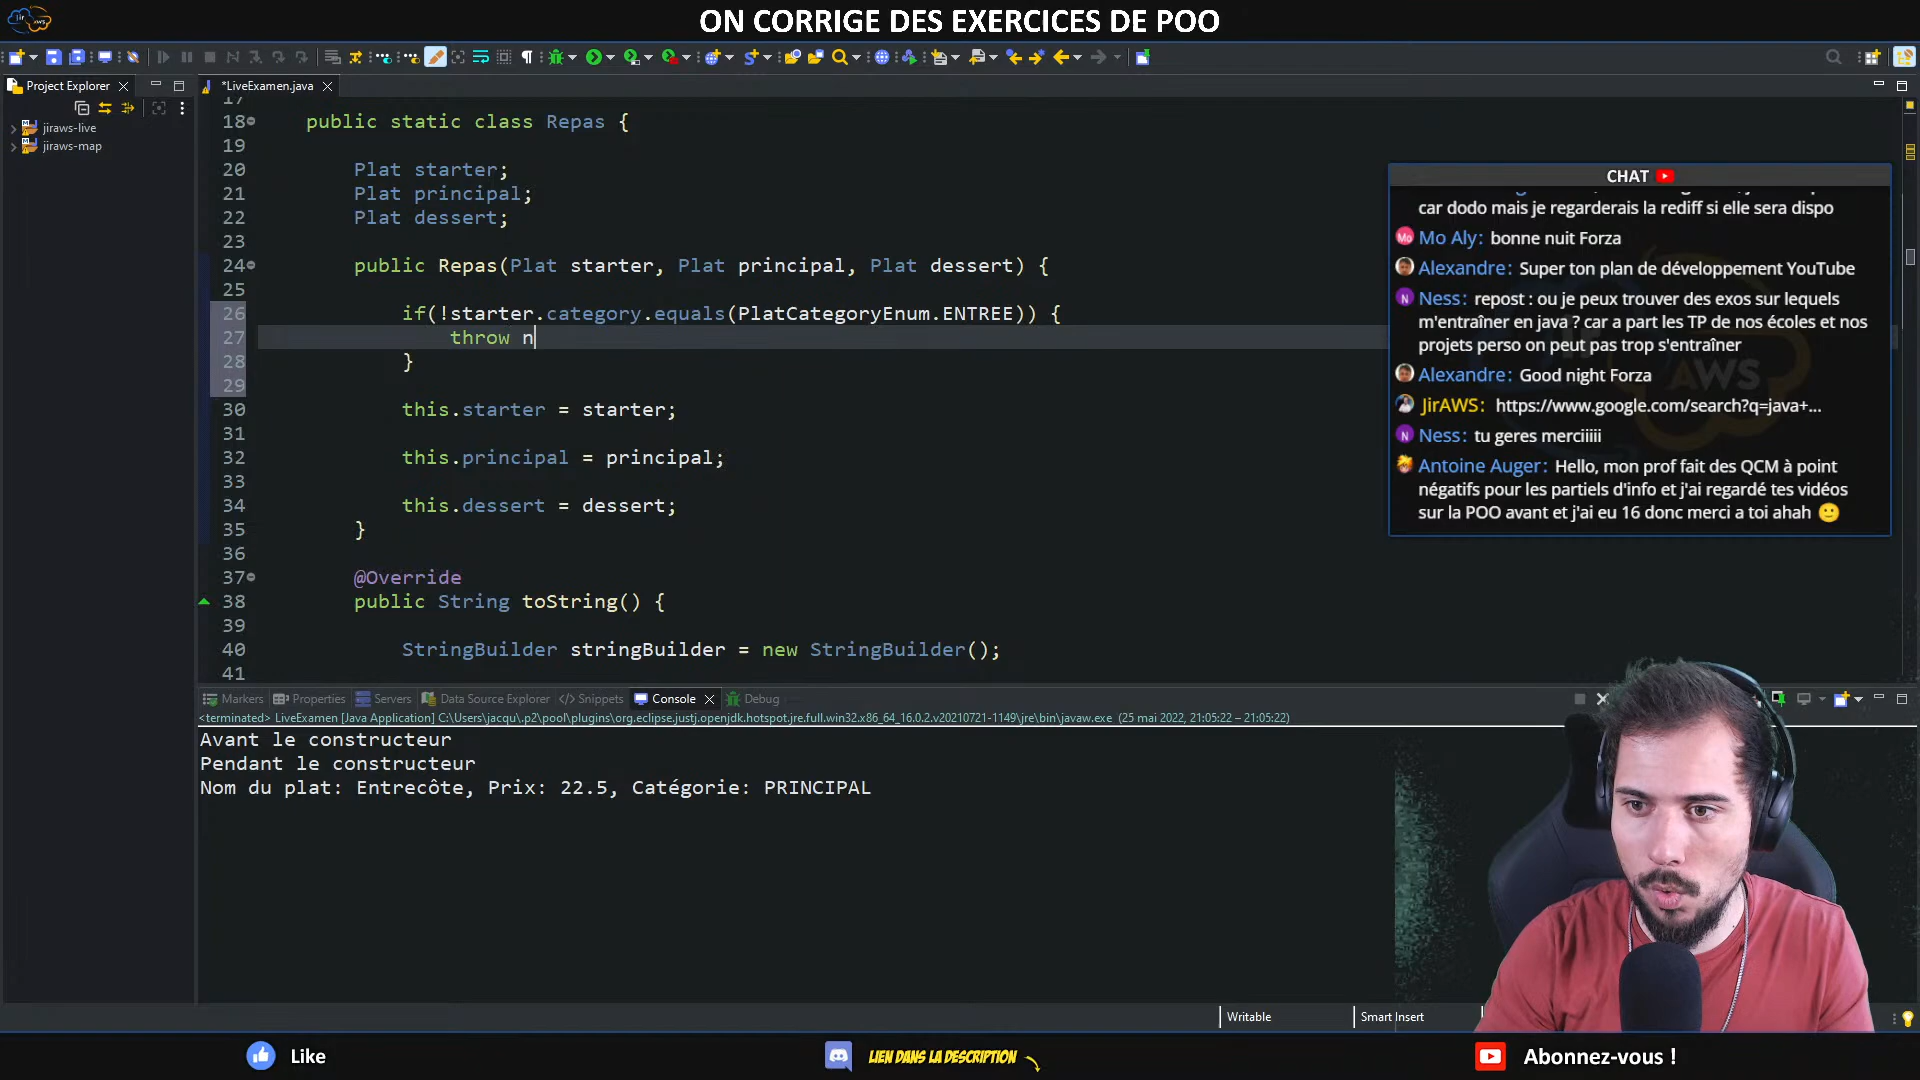 ON CORRIGE DES EXERCICES DE POO
Project Explorer
*LiveExamen.java
jiraws-live
jiraws-map
17
18 public static class Repas {
19
20 Plat starter;
21 Plat principal;
22 Plat dessert;
23
24 public Repas(Plat starter, Plat principal, Plat dessert) {
25
26 if(!starter.category.equals(PlatCategoryEnum.ENTREE)) {
27 throw n
28 }
29
30 this.starter = starter;
31
32 this.principal = principal;
33
34 this.dessert = dessert;
35 }
36
37 @Override
38 public String toString() {
39
40 StringBuilder stringBuilder = new StringBuilder();
41
CHAT
car dodo mais je regarderais la rediff si elle sera dispo
Mo Aly: bonne nuit Forza
Alexandre: Super ton plan de développement YouTube
Ness: repost : ou je peux trouver des exos sur lequels
m'entraîner en java ? car a part les TP de nos écoles et nos
projets perso on peut pas trop s'entraîner
Alexandre: Good night Forza
JirAWS: https://www.google.com/search?q=java+...
Ness: tu geres merciiiii
Antoine Auger: Hello, mon prof fait des QCM à point
négatifs pour les partiels d'info et j'ai regardé tes vidéos
sur la POO avant et j'ai eu 16 donc merci a toi ahah
Markers Properties Servers Data Source Explorer Snippets Console Debug
<terminated> LiveExamen [Java Application] C:\Users\jacqu\.p2\pool\plugins\org.eclipse.justj.openjdk.hotspot.jre.full.win32.x86_64_16.0.2.v20210721-1149\jre\bin\javaw.exe (25 mai 2022, 21:05:22 – 21:05:22)
Avant le constructeur
Pendant le constructeur
Nom du plat: Entrecôte, Prix: 22.5, Catégorie: PRINCIPAL
Writable
Smart Insert
Like
LIEN DANS LA DESCRIPTION
Abonnez-vous !